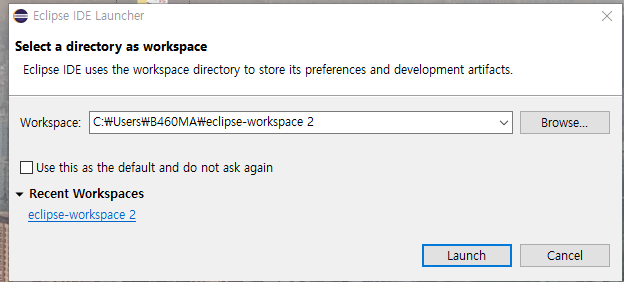 Eclipse IDE Launcher
Select a directory as workspace
Eclipse IDE uses the workspace directory to store its preferences and development artifacts.
Workspace: C:₩Users₩B460MA₩eclipse-workspace 2 Browse...
Use this as the default and do not ask again
Recent Workspaces
eclipse-workspace 2
Launch Cancel